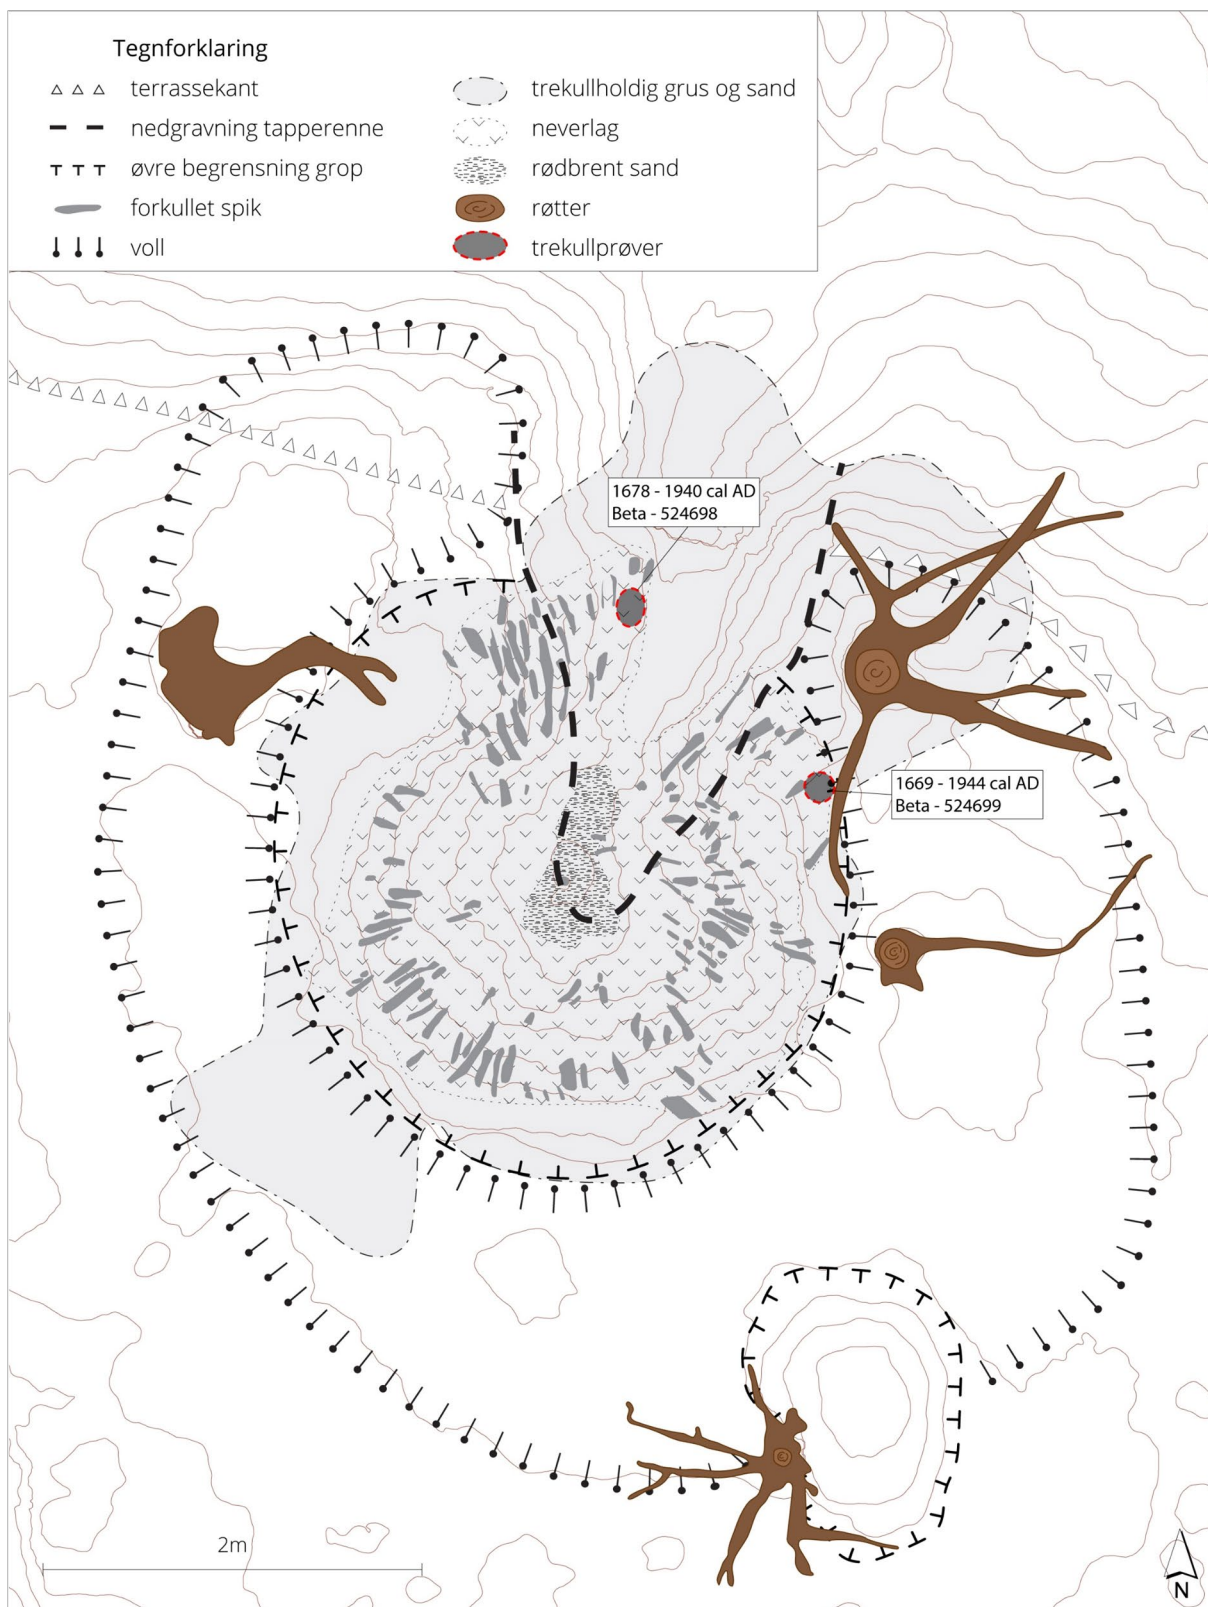 Tegnforklaring
terrassekant
nedgravning tapperenne
øvre begrensning grop
forkullet spik
voll
trekullholdig grus og sand
neverlag
rødbrent sand
røtter
trekullprøver
1678 - 1940 cal AD
Beta - 524698
1669 - 1944 cal AD
Beta - 524699
2m
N